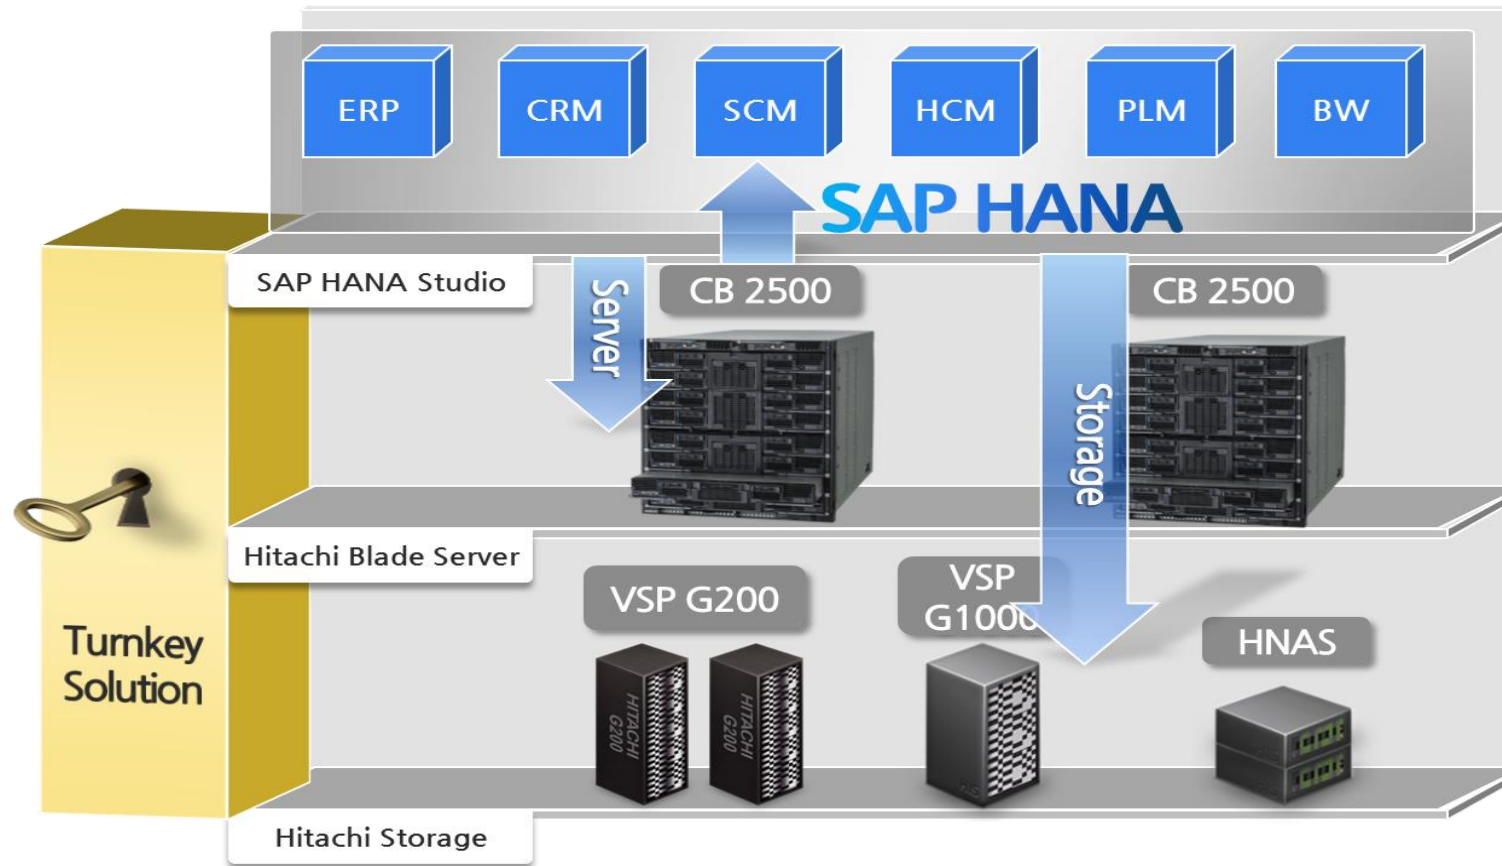 ERP
CRM
SCM
HCM
PLM
BW
SAP HANA
SAP HANA Studio
Server
CB 2500
CB 2500
Storage
Hitachi Blade Server
VSP G200
VSP
G1000
HNAS
Turnkey
Solution
HITACHI
G200
HITACHI
G200
Hitachi Storage